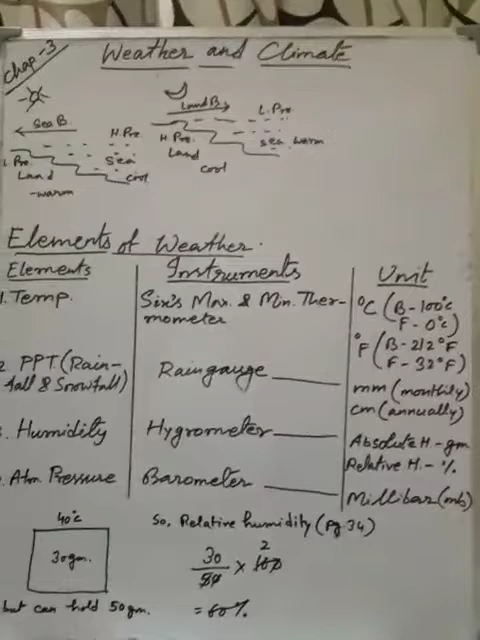 Chap-3
Weather and Climate
Sea B
H. Pre
L. Pre
Land
-warm
Sea
cool
Land B
L. Pre
H. Pre
Land
cool
sea warm
Elements of Weather.
Elements
Instruments
Unit
1. Temp.
Six's Max. & Min. Ther-
mometer
°C (B-100°C
F-0°C)
°F (B-212°F
F-32°F)
2. PPT. (Rain-
fall & Snowfall)
Raingauge
mm (monthly)
cm (annually)
3. Humidity
Hygrometer
Absolute H-gm
Relative H.-%
4. Atm. Pressure
Barometer
Millibar (mb)
40°C
30gm.
but can hold 50gm.
So, Relative humidity (Pg 34)
2
30/50 × 100
= 60%